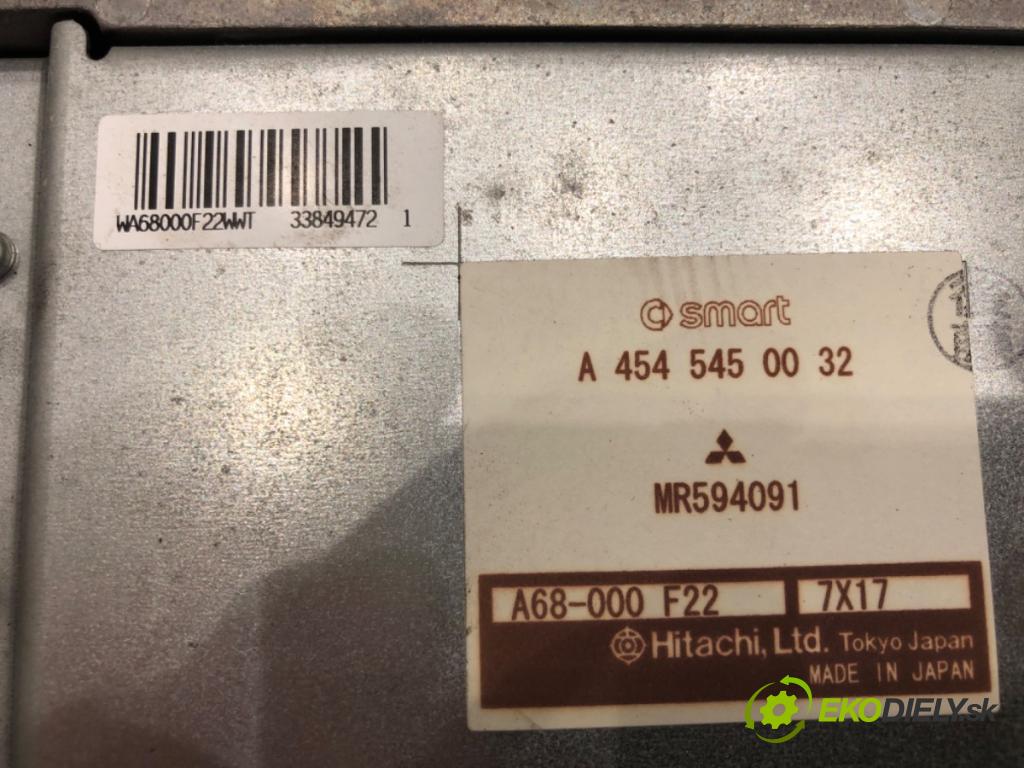 WA68000F22WWT 33849472 1
smart
A 454 545 00 32
MR594091
A68-000 F22 7X17
Hitachi, Ltd. Tokyo Japan
MADE IN JAPAN
EKODIELY.sk